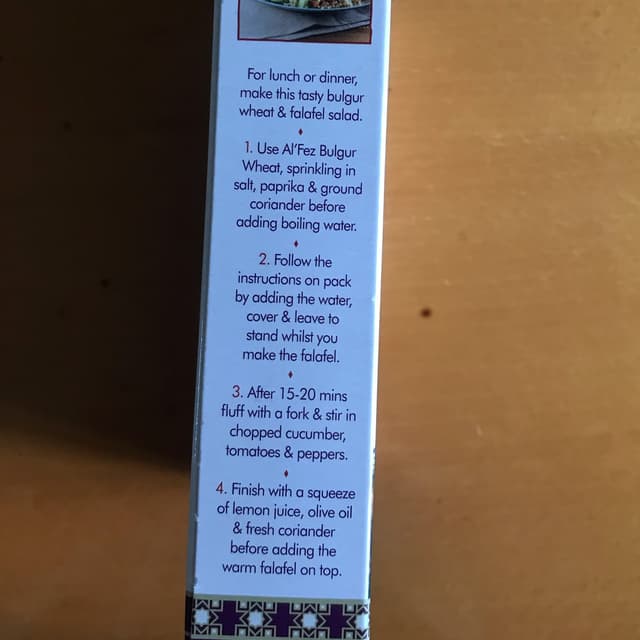 For lunch or dinner,
make this tasty bulgur
wheat & falafel salad.
1. Use Al'Fez Bulgur
Wheat, sprinkling in
salt, paprika & ground
coriander before
adding boiling water.
2. Follow the
instructions on pack
by adding the water,
cover & leave to
stand whilst you
make the falafel.
3. After 15-20 mins
fluff with a fork & stir in
chopped cucumber,
tomatoes & peppers.
4. Finish with a squeeze
of lemon juice, olive oil
& fresh coriander
before adding the
warm falafel on top.